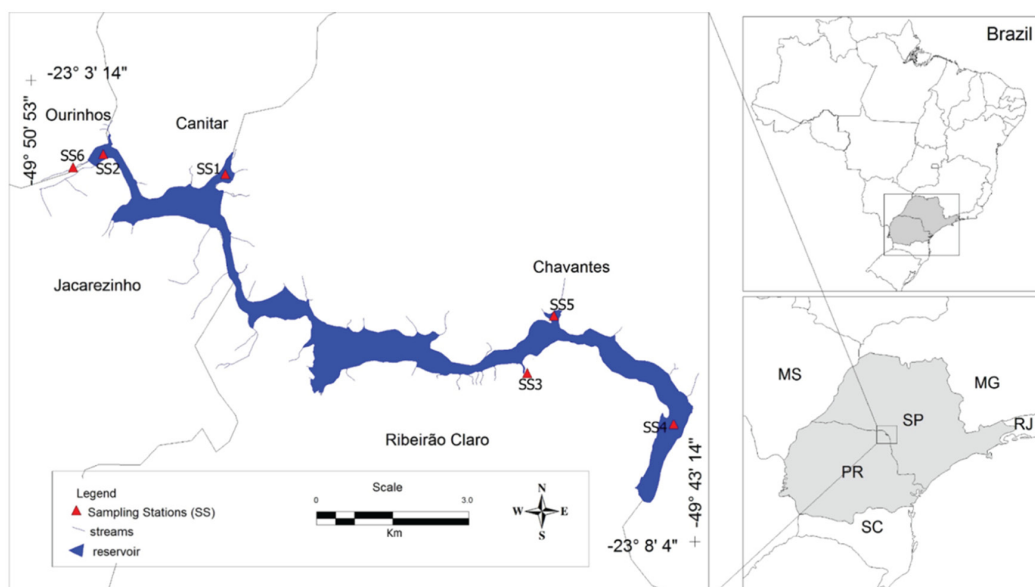 -23° 3' 14"
-49° 50' 53"
Ourinhos
Canitar
SS6
SS2
SS1
Jacarezinho
Chavantes
SS5
SS3
SS4
Ribeirão Claro
-49° 43' 14"
-23° 8' 4"
Legend
Sampling Stations (SS)
streams
reservoir
Scale
0 3.0
Km
N
W E
S
Brazil
MS
MG
SP
RJ
PR
SC